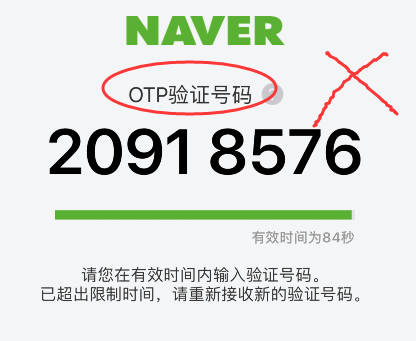 NAVER
OTP验证号码
2091 8576
有效时间为84秒
请您在有效时间内输入验证号码。
已超出限制时间，请重新接收新的验证号码。